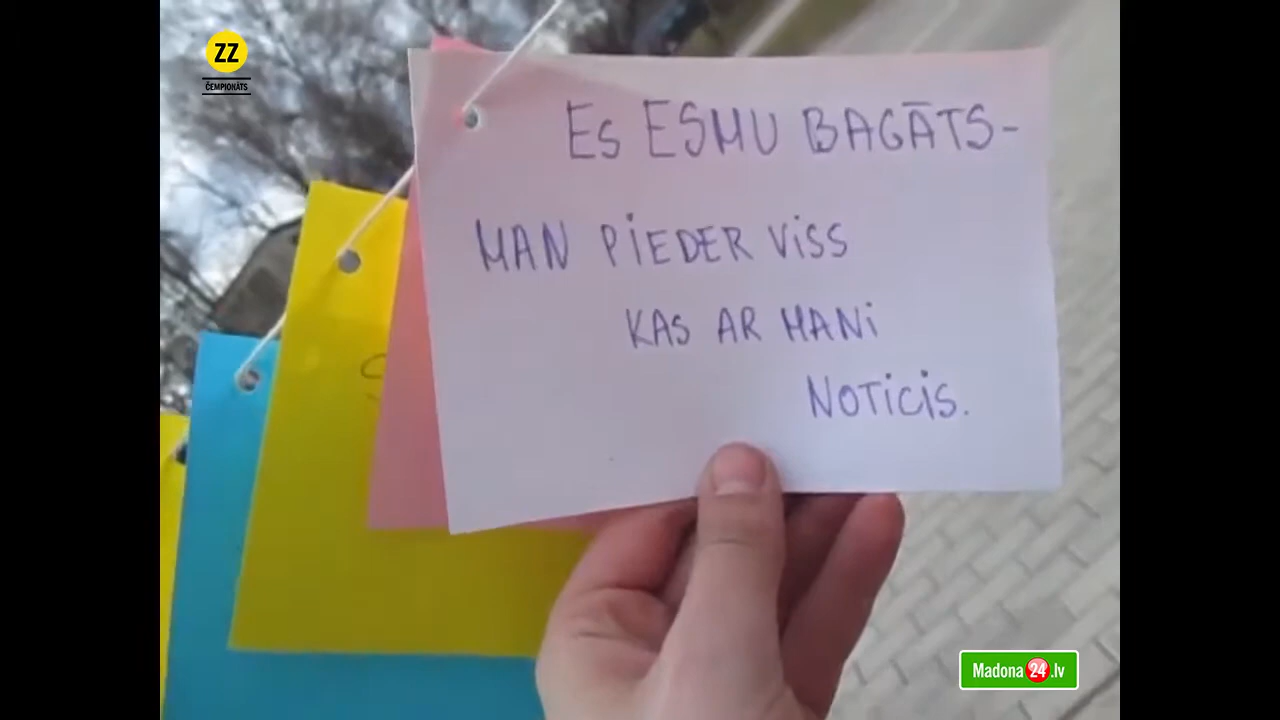 ZZ
ČEMPIONĀTS
Es ESMU BAGĀTS-
MAN PIEDER VISS
KAS AR MANI
NOTICIS.
Madona24.lv